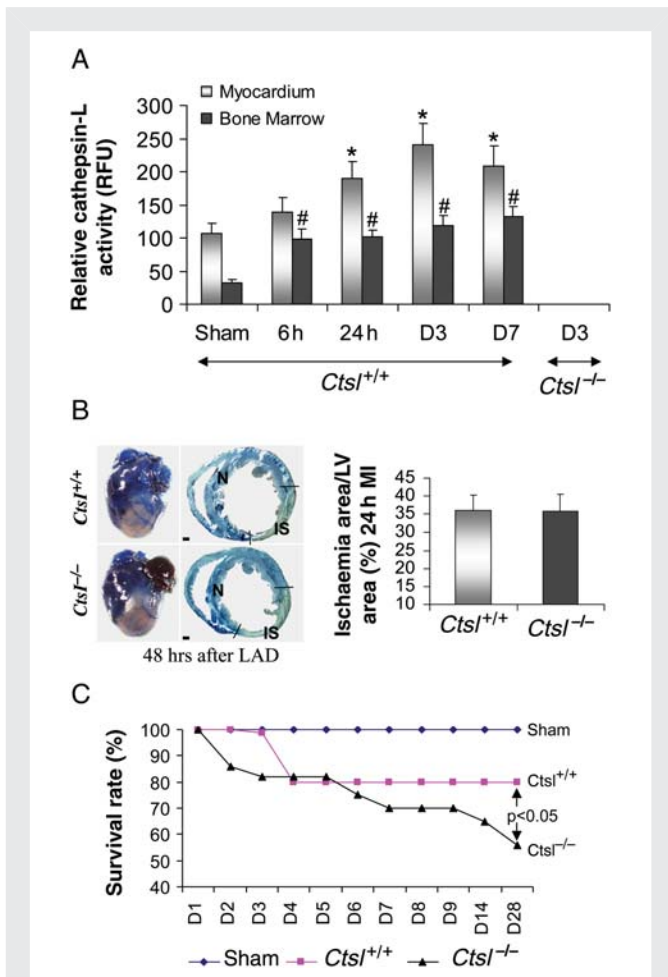 A
Myocardium
Bone Marrow
Relative cathepsin-L
activity (RFU)
300
250
200
150
100
50
0
* * *
# # # #
Sham 6 h 24 h D3 D7 D3
Ctsl+/+ Ctsl−/−
B
Ctsl+/+
N
IS
Ctsl−/−
N
IS
48 hrs after LAD
Ischaemia area/LV
area (%) 24 h MI
45
40
35
30
25
20
15
10
Ctsl+/+ Ctsl−/−
C
Survival rate (%)
100
90
80
70
60
50
40
Sham
Ctsl+/+
p<0.05
Ctsl−/−
D1 D2 D3 D4 D5 D6 D7 D8 D9 D14 D28
Sham Ctsl+/+ Ctsl−/−